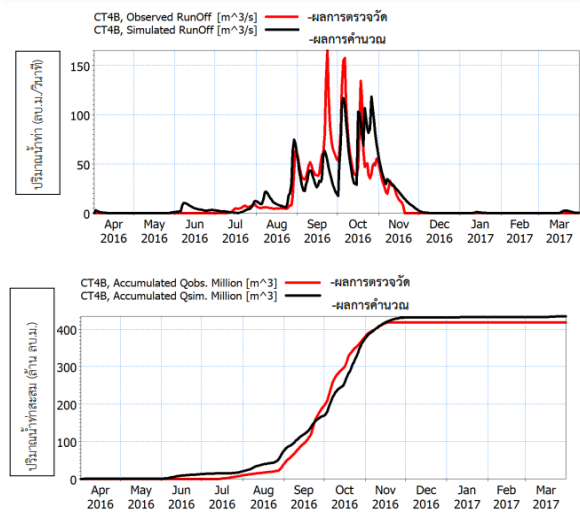 CT4B, Observed RunOff [m^3/s] -ผลการตรวจวัด
CT4B, Simulated RunOff [m^3/s] -ผลการคำนวณ
ปริมาณน้ำท่า (ลบ.ม./วินาที)
150
100
50
0
Apr May Jun Jul Aug Sep Oct Nov Dec Jan Feb Mar
2016 2016 2016 2016 2016 2016 2016 2016 2016 2017 2017 2017
CT4B, Accumulated Qobs. Million [m^3] -ผลการตรวจวัด
CT4B, Accumulated Qsim. Million [m^3] -ผลการคำนวณ
ปริมาณน้ำท่าสะสม (ล้าน ลบ.ม.)
400
300
200
100
0
Apr May Jun Jul Aug Sep Oct Nov Dec Jan Feb Mar
2016 2016 2016 2016 2016 2016 2016 2016 2016 2017 2017 2017